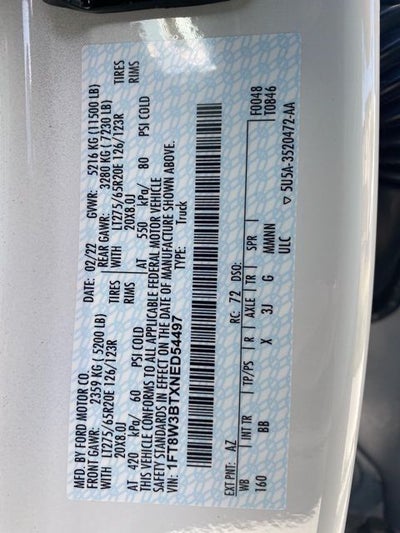 MFD. BY FORD MOTOR CO.
DATE: 02/22 GVWR: 5216 KG (11500 LB)
FRONT GAWR: 2359 KG (5200 LB) REAR GAWR: 3280 KG (7230 LB)
WITH LT275/65R20E 126/123R TIRES WITH LT275/65R20E 126/123R TIRES
20X8.0J RIMS 20X8.0J RIMS
AT 420 kPa/ 60 PSI COLD AT 550 kPa/ 80 PSI COLD
THIS VEHICLE CONFORMS TO ALL APPLICABLE FEDERAL MOTOR VEHICLE
SAFETY STANDARDS IN EFFECT ON THE DATE OF MANUFACTURE SHOWN ABOVE.
VIN: 1FT8W3BTXNED54497 TYPE: Truck
F0048
T0846
EXT PNT: AZ RC: 72 DSO:
WB INT TR TP/PS R AXLE TR SPR
160 BB X 3J G MMNN
ULC
▽ 5U5A-3520472-AA